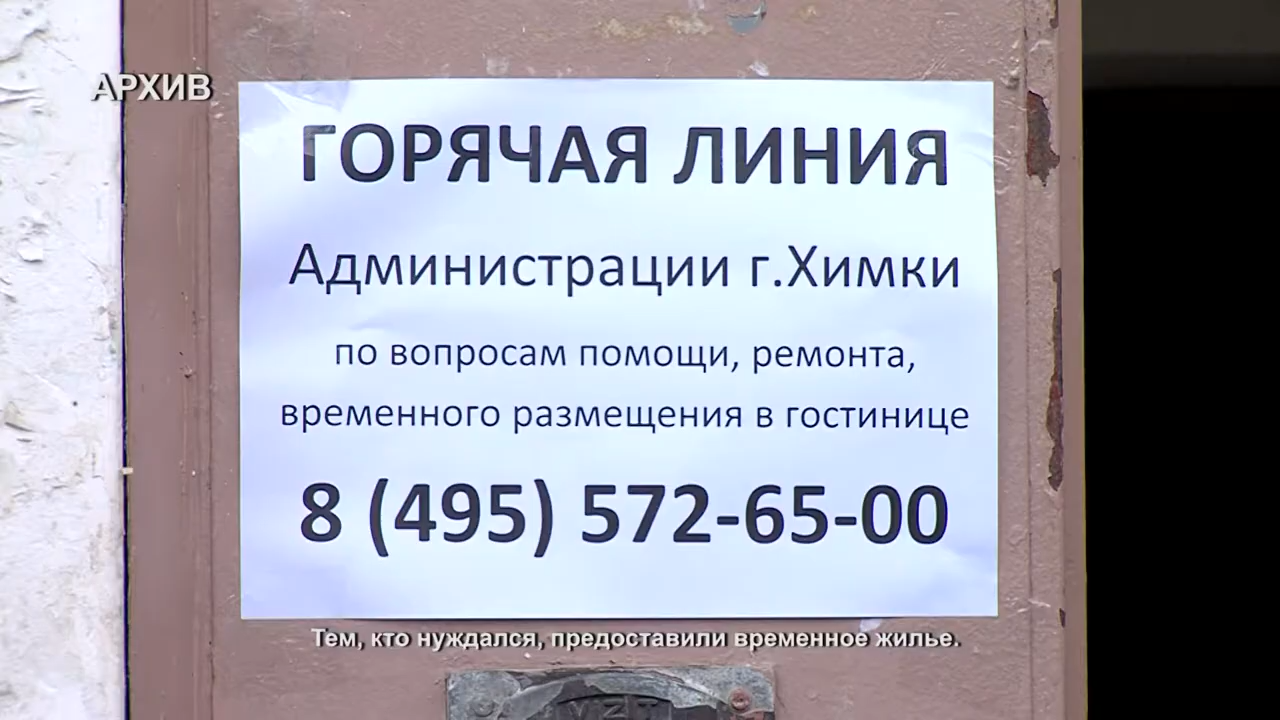 АРХИВ
ГОРЯЧАЯ ЛИНИЯ
Администрации г.Химки
по вопросам помощи, ремонта,
временного размещения в гостинице
8 (495) 572-65-00
Тем, кто нуждался, предоставили временное жилье.